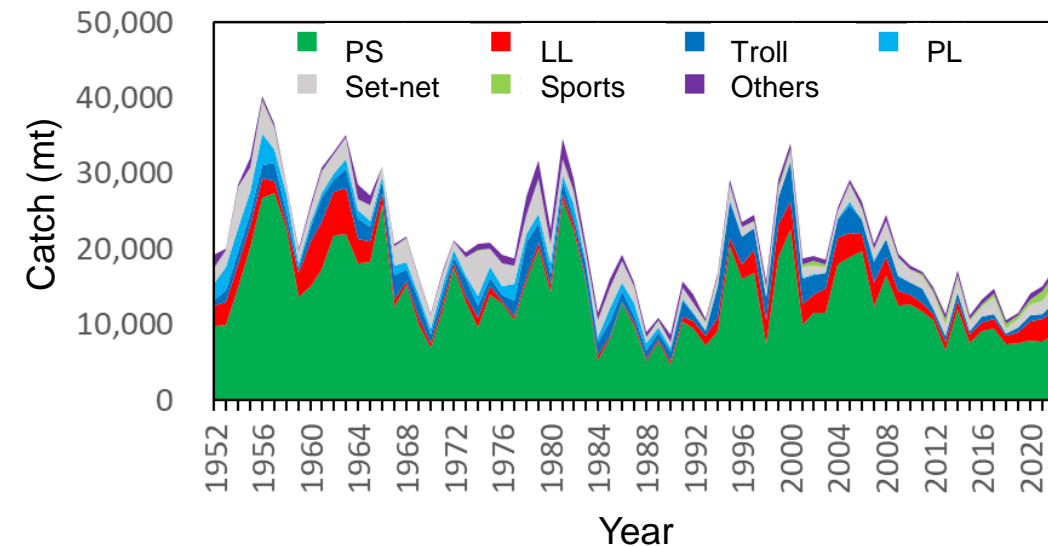 50,000
40,000
30,000
20,000
10,000
0
Catch (mt)
PS LL Troll PL
Set-net Sports Others
1952 1956 1960 1964 1968 1972 1976 1980 1984 1988 1992 1996 2000 2004 2008 2012 2016 2020
Year